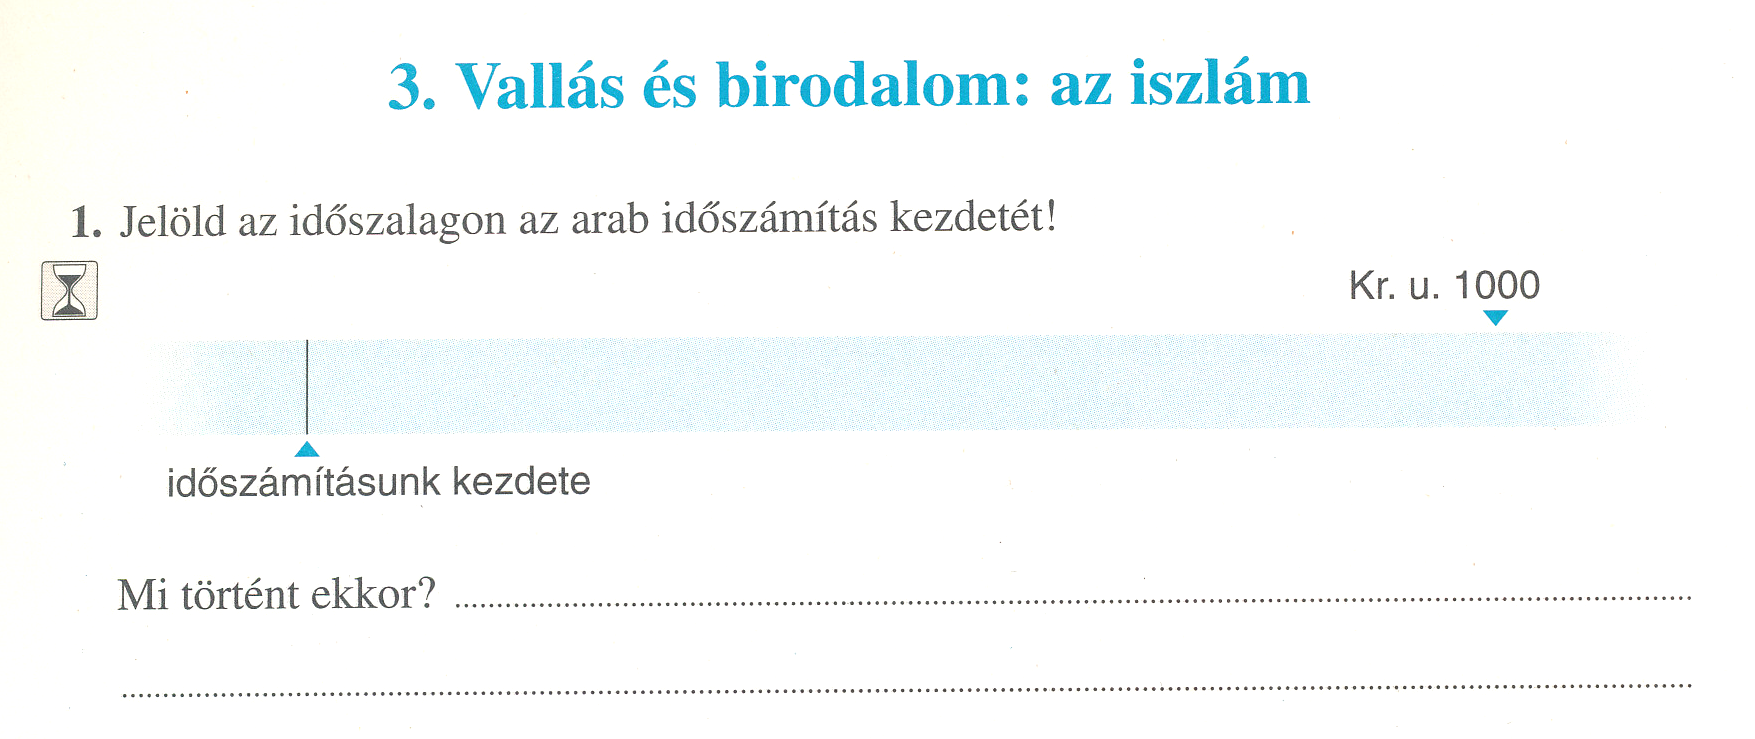 3. Vallás és birodalom: az iszlám
1. Jelöld az időszalagon az arab időszámítás kezdetét!
Kr. u. 1000
időszámításunk kezdete
Mi történt ekkor?